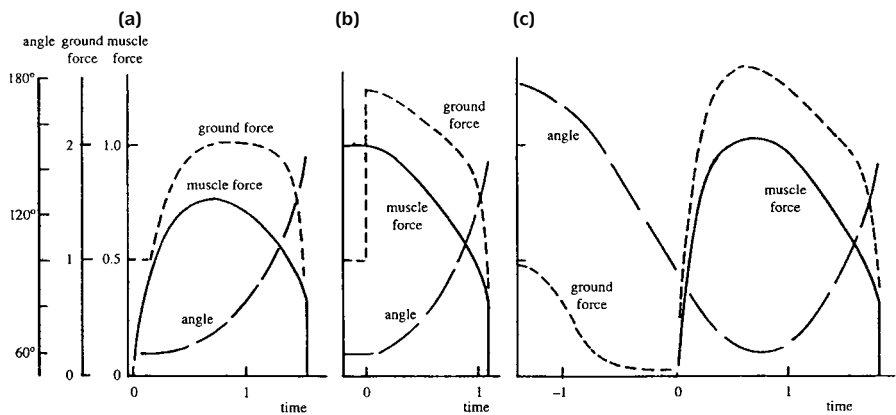 (a)
(b)
(c)
angle ground muscle
force force
180°
120°
60°
2
1
0
1.0
0.5
0
ground force
muscle force
angle
0 1
time
ground
force
muscle
force
angle
0 1
time
angle
ground
force
muscle
force
-1 0 1
time